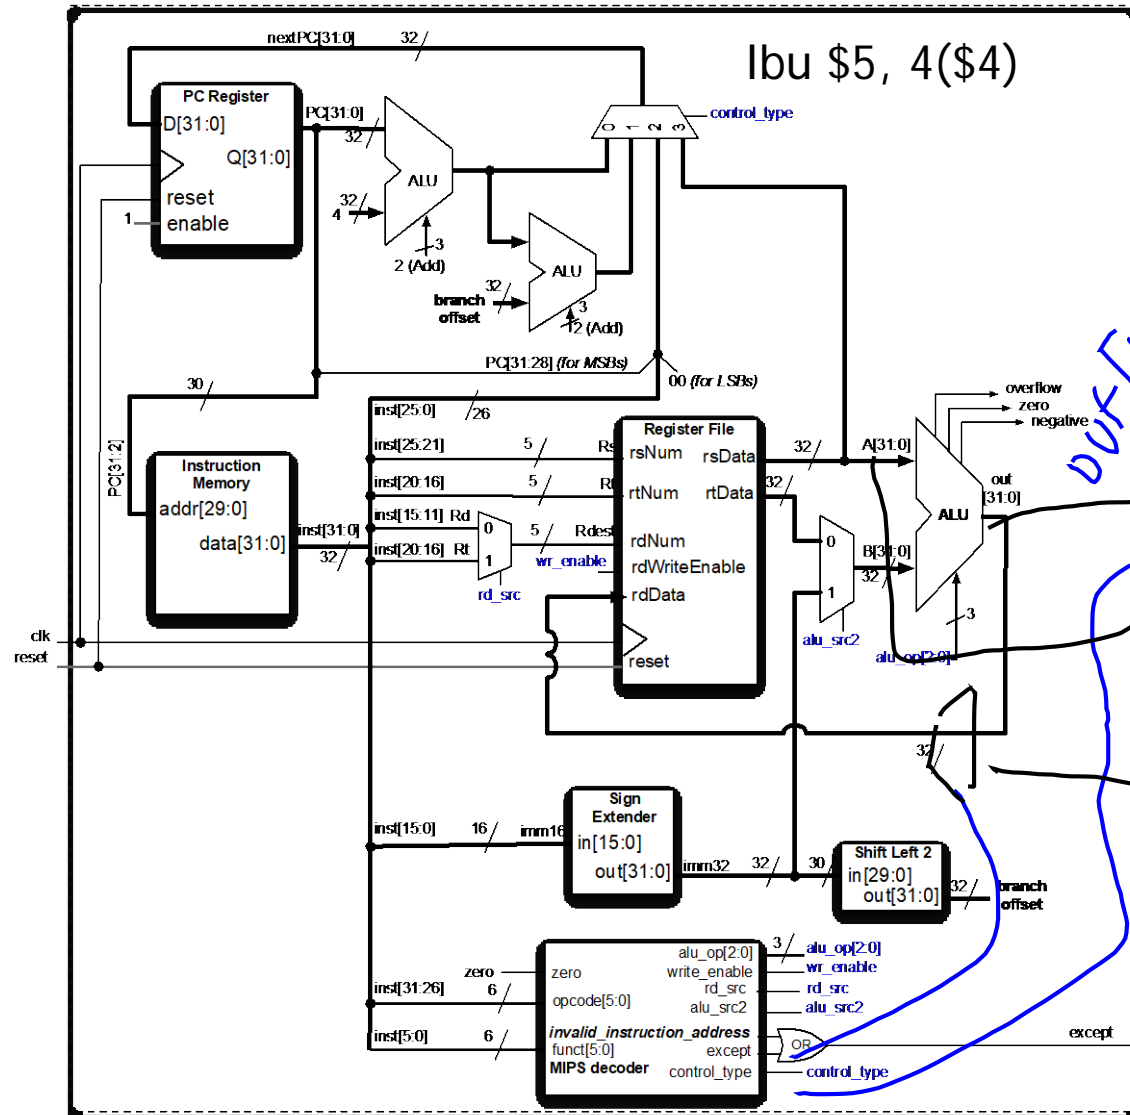 nextPC[31:0] 32
lbu $5, 4($4)
PC Register
D[31:0]
Q[31:0]
reset
enable
1
PC[31:0]
32
ALU
32
4
3
2 (Add)
0 1 2 3
control_type
ALU
32
branch
offset
3
2 (Add)
PC[31:28] (for MSBs)
00 (for LSBs)
30
PC[31:2]
Instruction
Memory
addr[29:0]
data[31:0]
inst[31:0]
32
inst[25:0] 26
inst[25:21] 5 Rs
inst[20:16] 5 Rt
inst[15:11] Rd 0
inst[20:16] Rt 1
5 Rdest
rd_src
wr_enable
Register File
rsNum rsData
rtNum rtData
rdNum
rdWriteEnable
rdData
reset
32
32
0
1
alu_src2
A[31:0]
B[31:0]
32
ALU
overflow
zero
negative
out
[31:0]
3
alu_op[2:0]
clk
reset
32
inst[15:0] 16 imm16
Sign
Extender
in[15:0]
out[31:0]
imm32 32 30
Shift Left 2
in[29:0]
out[31:0]
32
branch
offset
zero
inst[31:26] 6
inst[5:0] 6
zero
opcode[5:0]
funct[5:0]
MIPS decoder
alu_op[2:0]
write_enable
rd_src
alu_src2
invalid_instruction_address
except
control_type
3 alu_op[2:0]
wr_enable
rd_src
alu_src2
OR
except
control_type